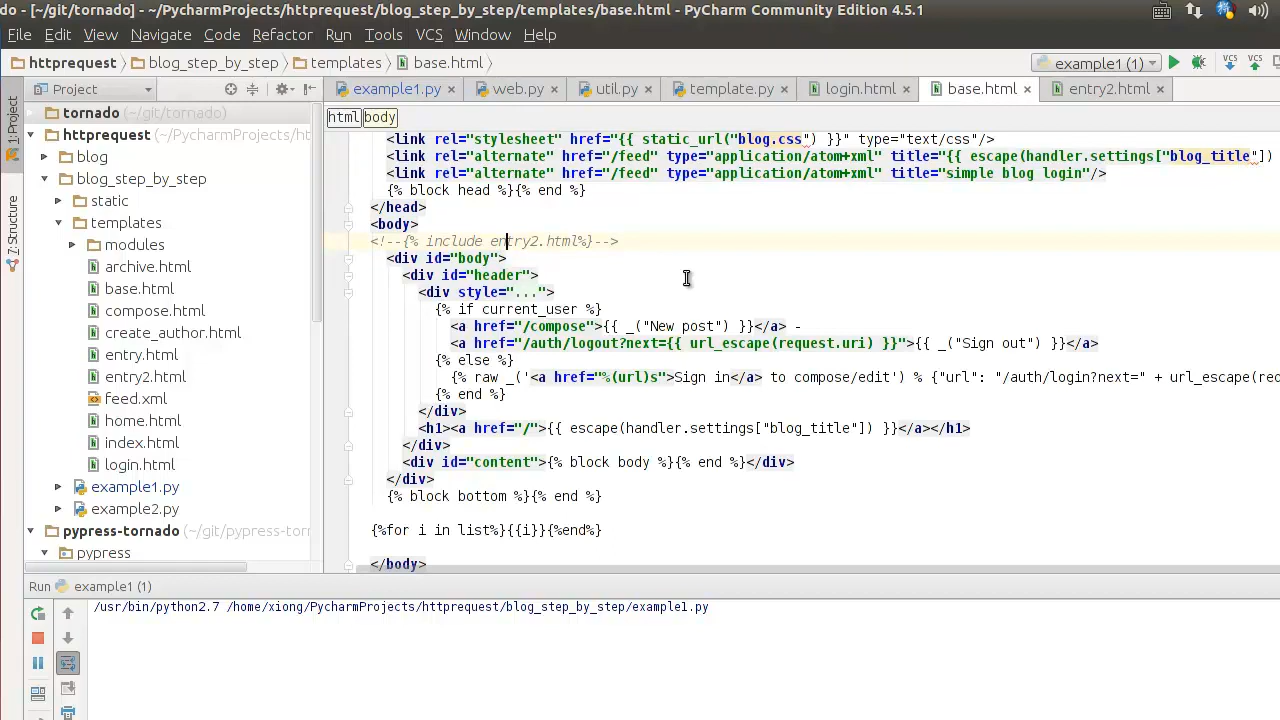 do - [~/git/tornado] - ~/PycharmProjects/httprequest/blog_step_by_step/templates/base.html - PyCharm Community Edition 4.5.1
File Edit View Navigate Code Refactor Run Tools VCS Window Help
httprequest blog_step_by_step templates base.html example1 (1) VCS VCS
Project example1.py web.py util.py template.py login.html base.html entry2.html
1: Project
7: Structure
tornado (~/git/tornado)
httprequest (~/PycharmProjects/h
blog
blog_step_by_step
static
templates
modules
archive.html
base.html
compose.html
create_author.html
entry.html
entry2.html
feed.xml
home.html
index.html
login.html
example1.py
example2.py
pypress-tornado (~/git/pypress-torn
pypress
html body
<link rel="stylesheet" href="{{ static_url("blog.css") }}" type="text/css"/>
<link rel="alternate" href="/feed" type="application/atom+xml" title="{{ escape(handler.settings["blog_title"])
<link rel="alternate" href="/feed" type="application/atom+xml" title="simple blog login"/>
{% block head %}{% end %}
</head>
<body>
<!--{% include entry2.html%}-->
<div id="body">
<div id="header">
<div style="...">
{% if current_user %}
<a href="/compose">{{ _("New post") }}</a> -
<a href="/auth/logout?next={{ url_escape(request.uri) }}">{{ _("Sign out") }}</a>
{% else %}
{% raw _('<a href="%(url)s">Sign in</a> to compose/edit') % {"url": "/auth/login?next=" + url_escape(req
{% end %}
</div>
<h1><a href="/">{{ escape(handler.settings["blog_title"]) }}</a></h1>
</div>
<div id="content">{% block body %}{% end %}</div>
</div>
{% block bottom %}{% end %}
{%for i in list%}{{i}}{%end%}
</body>
Run example1 (1)
/usr/bin/python2.7 /home/xiong/PycharmProjects/httprequest/blog_step_by_step/example1.py